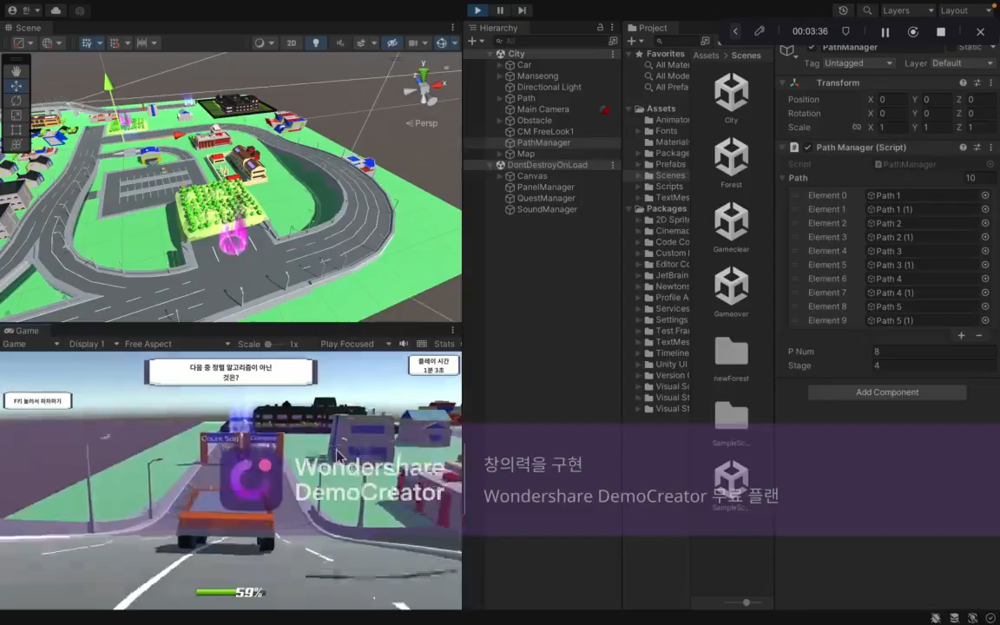 한
Layers
Layout
Scene
2D
Persp
y
x
z
Hierarchy
All
City
Car
Manseong
Directional Light
Path
Main Camera
Obstacle
CM FreeLook1
PathManager
Map
DontDestroyOnLoad
Canvas
PanelManager
QuestManager
SoundManager
Project
Favorites
All Mater
All Mode
All Prefa
Assets
Animator
Fonts
Materials
Package
Prefabs
Scenes
Scripts
TextMes
Packages
2D Sprite
Cinemac
Code Co
Custom
Editor Co
JetBrain
Newtons
Profile A
Services
Settings
Test Fran
TextMes
Timeline
Unity UI
Version
Visual Sc
Visual St
Visual St
Assets > Scenes
City
Forest
Gameclear
Gameover
newForest
SampleSc...
SampleSc...
00:03:36
PathManager
Static
Tag Untagged Layer Default
Transform
Position X 0 Y 0 Z 0
Rotation X 0 Y 0 Z 0
Scale X 1 Y 1 Z 1
Path Manager (Script)
Script PathManager
Path 10
Element 0 Path 1
Element 1 Path 1 (1)
Element 2 Path 2
Element 3 Path 2 (1)
Element 4 Path 3
Element 5 Path 3 (1)
Element 6 Path 4
Element 7 Path 4 (1)
Element 8 Path 5
Element 9 Path 5 (1)
P Num 8
Stage 4
Add Component
Game
Game Display 1 Free Aspect Scale 1x Play Focused Stats
다음 중 정렬 알고리즘이 아닌
것은?
플레이 시간
1분 3초
F키 눌러서 하차하기
Wondershare
DemoCreator
59%
창의력을 구현
Wondershare DemoCreator 무료 플랜